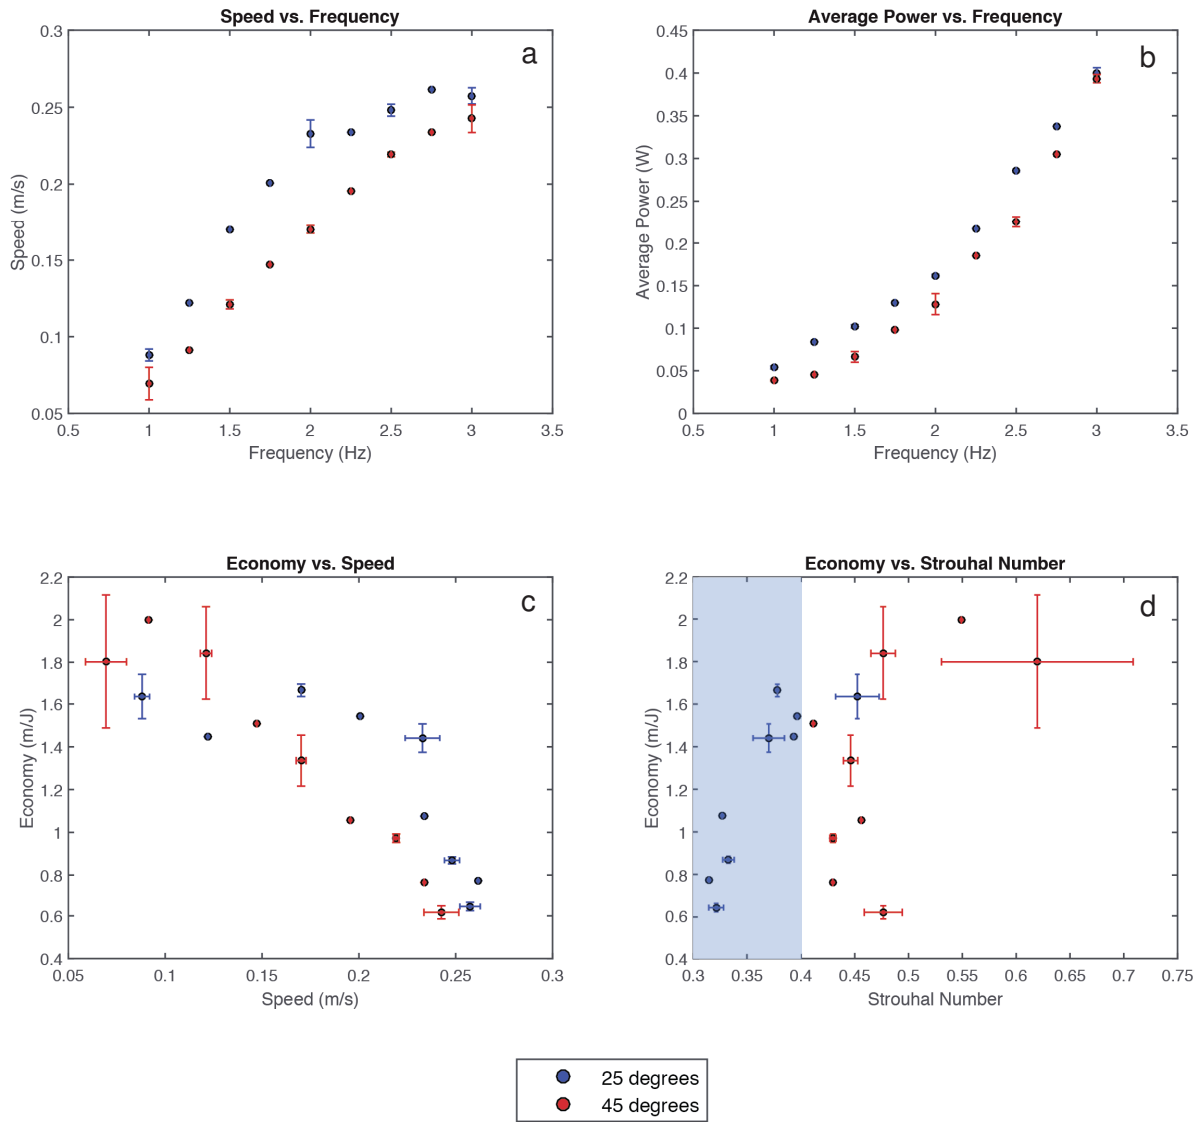 Speed vs. Frequency
a
0.3
0.25
0.2
0.15
0.1
0.05
Speed (m/s)
0.5 1 1.5 2 2.5 3 3.5
Frequency (Hz)
Average Power vs. Frequency
b
0.45
0.4
0.35
0.3
0.25
0.2
0.15
0.1
0.05
0
Average Power (W)
0.5 1 1.5 2 2.5 3 3.5
Frequency (Hz)
Economy vs. Speed
c
2.2
2
1.8
1.6
1.4
1.2
1
0.8
0.6
0.4
Economy (m/J)
0.05 0.1 0.15 0.2 0.25 0.3
Speed (m/s)
Economy vs. Strouhal Number
d
2.2
2
1.8
1.6
1.4
1.2
1
0.8
0.6
0.4
Economy (m/J)
0.3 0.35 0.4 0.45 0.5 0.55 0.6 0.65 0.7 0.75
Strouhal Number
25 degrees
45 degrees